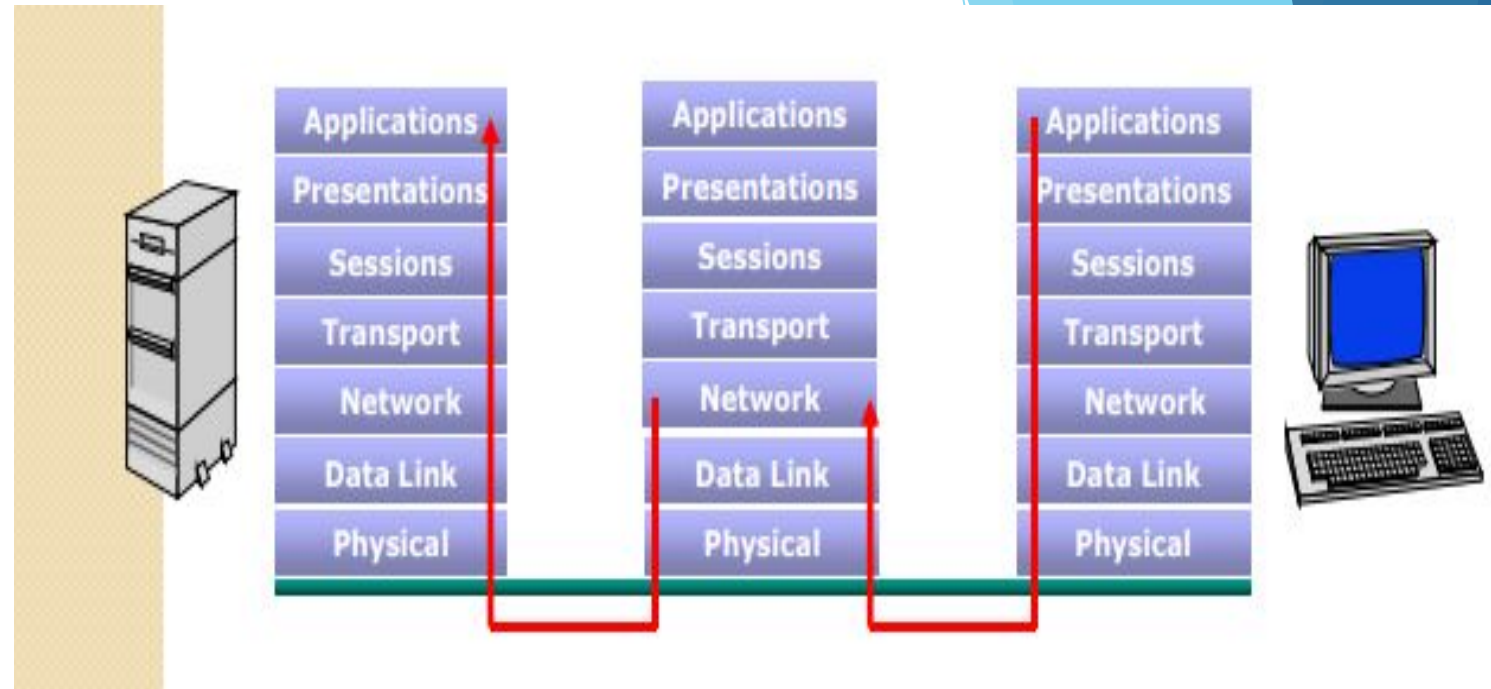 Applications
Presentations
Sessions
Transport
Network
Data Link
Physical
Applications
Presentations
Sessions
Transport
Network
Data Link
Physical
Applications
Presentations
Sessions
Transport
Network
Data Link
Physical